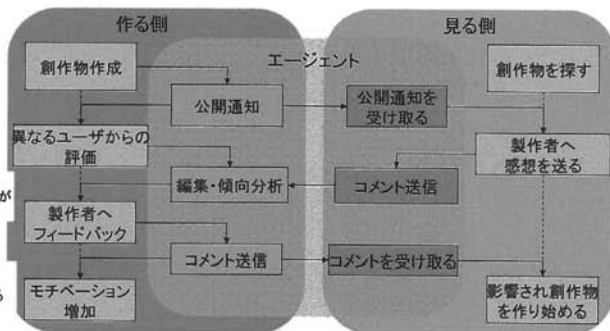 作る側
見る側
エージェント
創作物作成
創作物を探す
公開通知
公開通知を
受け取る
異なるユーザからの
評価
製作者へ
感想を送る
編集・傾向分析
コメント送信
が
製作者へ
フィードバック
コメント送信
コメントを受け取る
る
モチベーション
増加
影響され創作物
を作り始める